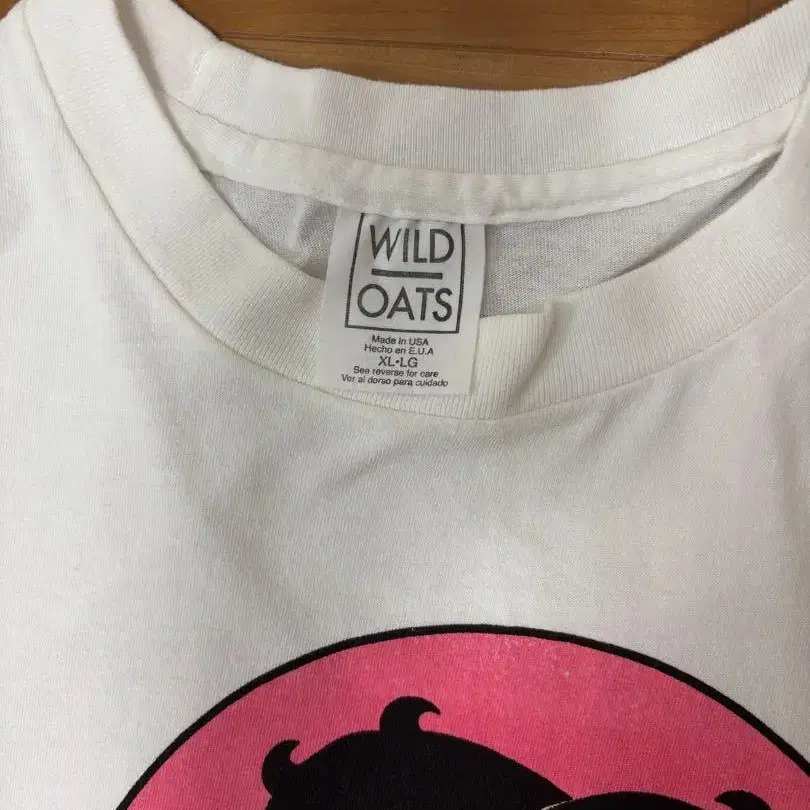 WILD
OATS
Made in USA
Hecho en E.U.A
XL•LG
See reverse for care
Ver al dorso para cuidado